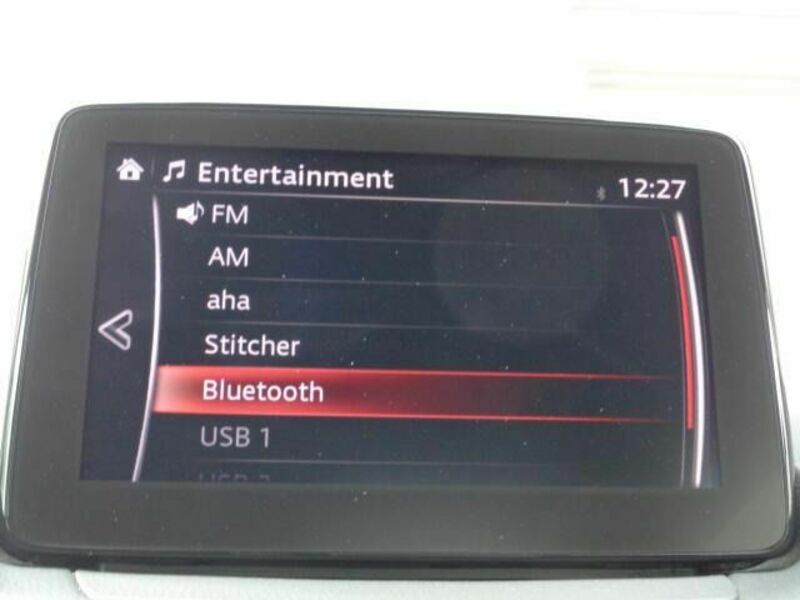 Entertainment
12:27
FM
AM
aha
Stitcher
Bluetooth
USB 1